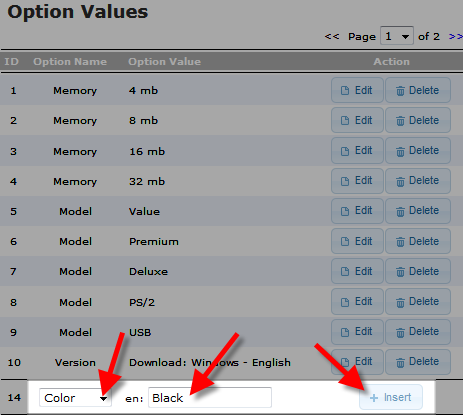 Option Values
<< Page 1 of 2 >>
ID Option Name Option Value Action
1 Memory 4 mb Edit Delete
2 Memory 8 mb Edit Delete
3 Memory 16 mb Edit Delete
4 Memory 32 mb Edit Delete
5 Model Value Edit Delete
6 Model Premium Edit Delete
7 Model Deluxe Edit Delete
8 Model PS/2 Edit Delete
9 Model USB Edit Delete
10 Version Download: Windows - English Edit Delete
14 Color en: Black Insert